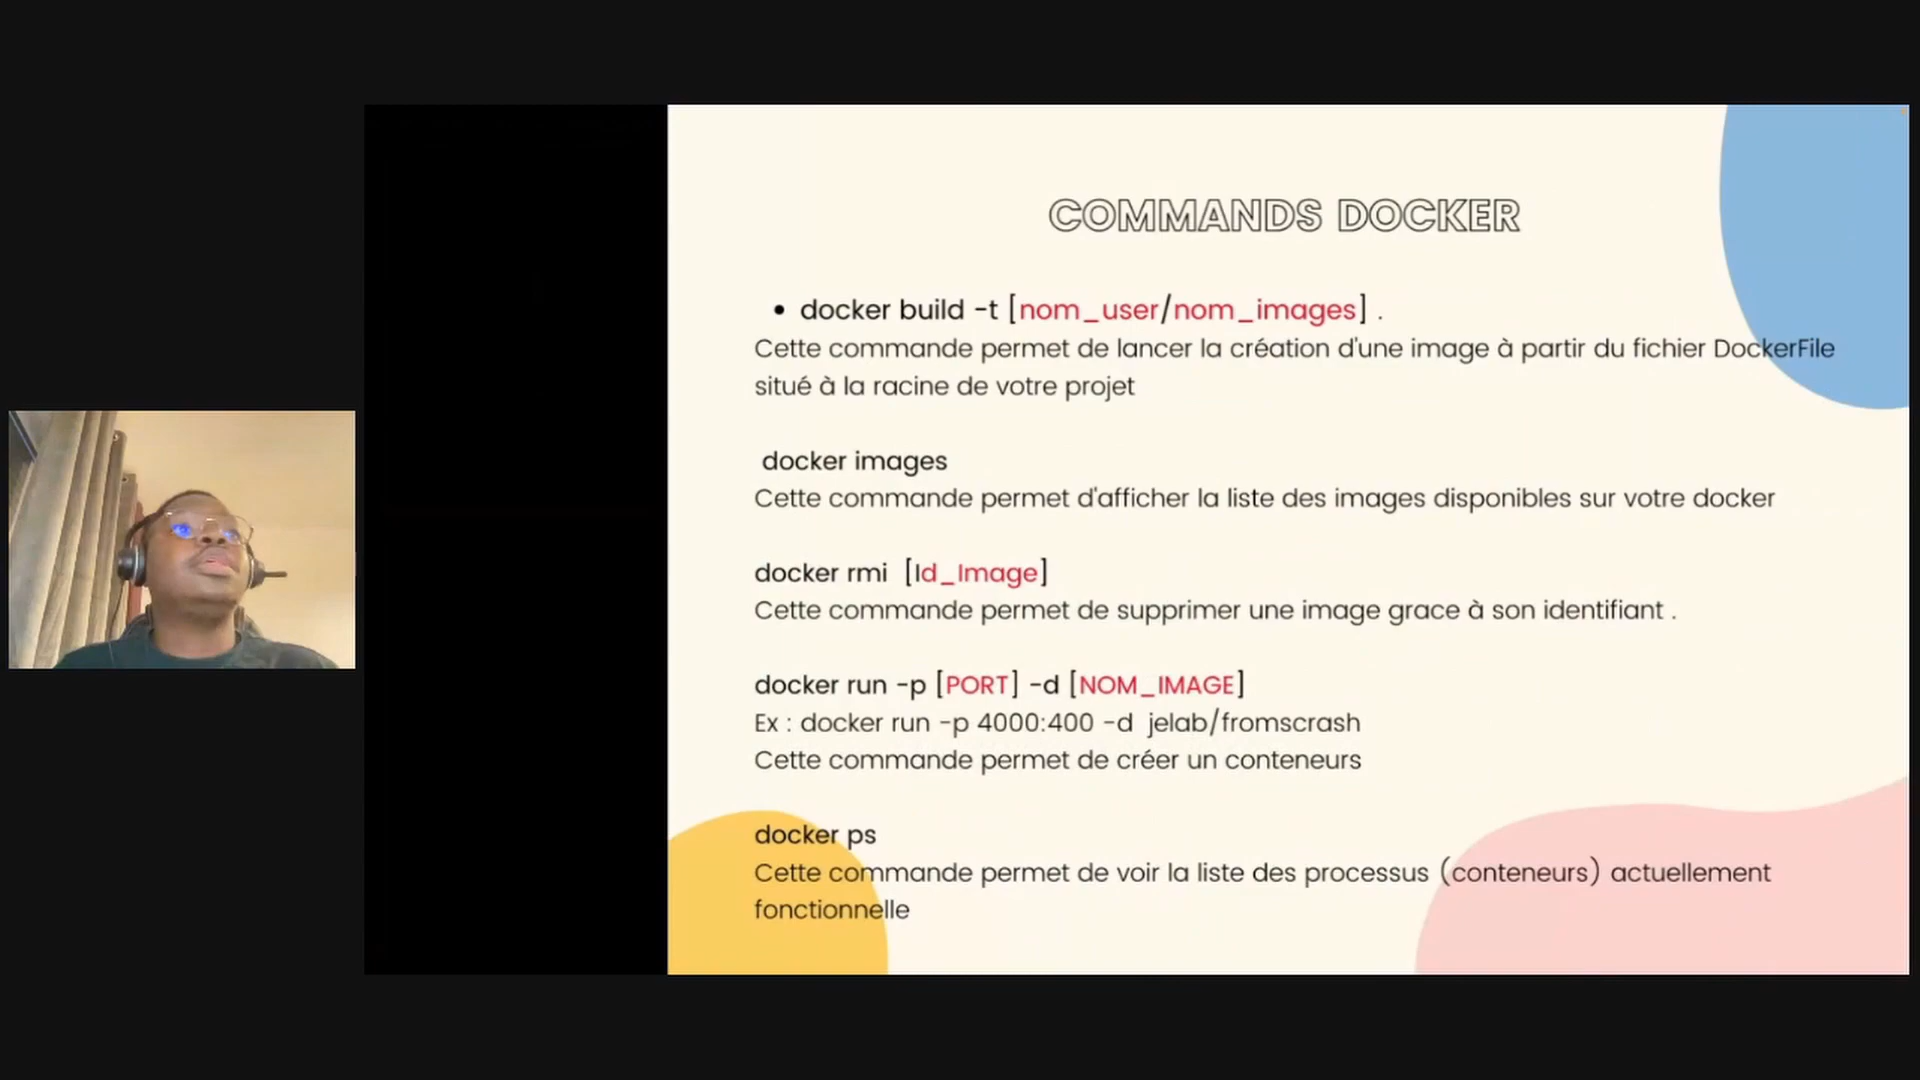 COMMANDS DOCKER
• docker build -t [nom_user/nom_images] .
Cette commande permet de lancer la création d'une image à partir du fichier DockerFile
situé à la racine de votre projet
docker images
Cette commande permet d'afficher la liste des images disponibles sur votre docker
docker rmi [Id_Image]
Cette commande permet de supprimer une image grace à son identifiant .
docker run -p [PORT] -d [NOM_IMAGE]
Ex : docker run -p 4000:400 -d jelab/fromscrash
Cette commande permet de créer un conteneurs
docker ps
Cette commande permet de voir la liste des processus (conteneurs) actuellement
fonctionnelle